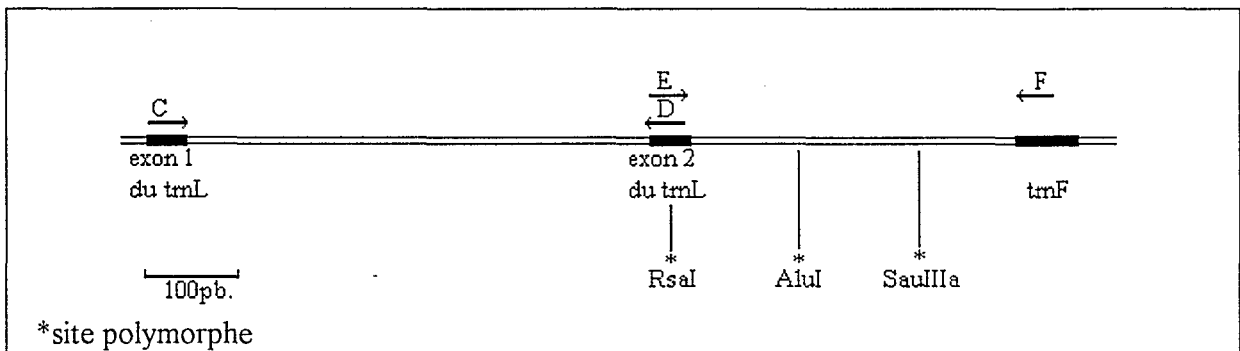 E
C D F
exon 1 exon 2
du trnL du trnL trnF
* * *
RsaI AluI SauIIIa
100pb.
*site polymorphe